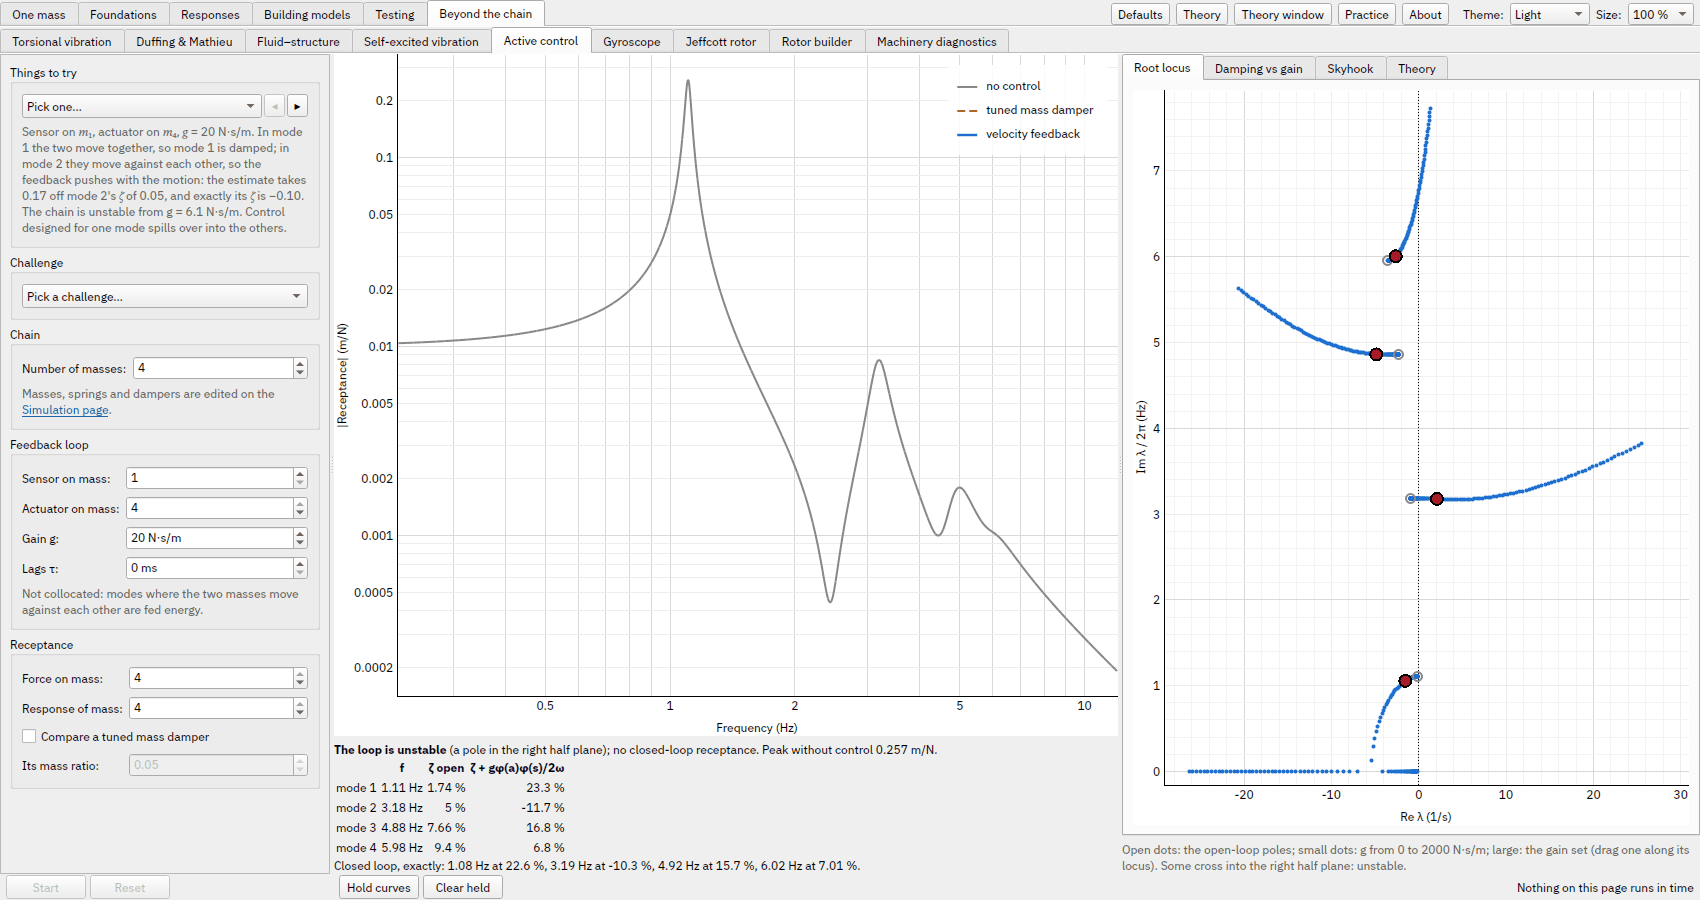 One mass
Foundations
Responses
Building models
Testing
Beyond the chain
Defaults
Theory
Theory window
Practice
About
Theme:
Light
Size:
100 %
Torsional vibration
Duffing & Mathieu
Fluid–structure
Self-excited vibration
Active control
Gyroscope
Jeffcott rotor
Rotor builder
Machinery diagnostics
Things to try
Pick one...
Sensor on m₁, actuator on m₄, g = 20 N·s/m. In mode
1 the two move together, so mode 1 is damped; in
mode 2 they move against each other, so the
feedback pushes with the motion: the estimate takes
0.17 off mode 2's ζ of 0.05, and exactly its ζ is −0.10.
The chain is unstable from g = 6.1 N·s/m. Control
designed for one mode spills over into the others.
Challenge
Pick a challenge...
Chain
Number of masses:
4
Masses, springs and dampers are edited on the
Simulation page.
Feedback loop
Sensor on mass:
1
Actuator on mass:
4
Gain g:
20 N·s/m
Lags τ:
0 ms
Not collocated: modes where the two masses move
against each other are fed energy.
Receptance
Force on mass:
4
Response of mass:
4
Compare a tuned mass damper
Its mass ratio:
0.05
Start
Reset
|Receptance| (m/N)
0.2
0.1
0.05
0.02
0.01
0.005
0.002
0.001
0.0005
0.0002
0.5
1
2
5
10
Frequency (Hz)
no control
tuned mass damper
velocity feedback
The loop is unstable (a pole in the right half plane); no closed-loop receptance. Peak without control 0.257 m/N.
f ζ open ζ + gφ(a)φ(s)/2ω
mode 1 1.11 Hz 1.74 % 23.3 %
mode 2 3.18 Hz 5 % -11.7 %
mode 3 4.88 Hz 7.66 % 16.8 %
mode 4 5.98 Hz 9.4 % 6.8 %
Closed loop, exactly: 1.08 Hz at 22.6 %, 3.19 Hz at -10.3 %, 4.92 Hz at 15.7 %, 6.02 Hz at 7.01 %.
Hold curves
Clear held
Root locus
Damping vs gain
Skyhook
Theory
Im λ / 2π (Hz)
7
6
5
4
3
2
1
0
-20
-10
-0
10
20
30
Re λ (1/s)
Open dots: the open-loop poles; small dots: g from 0 to 2000 N·s/m; large: the gain set (drag one along its
locus). Some cross into the right half plane: unstable.
Nothing on this page runs in time